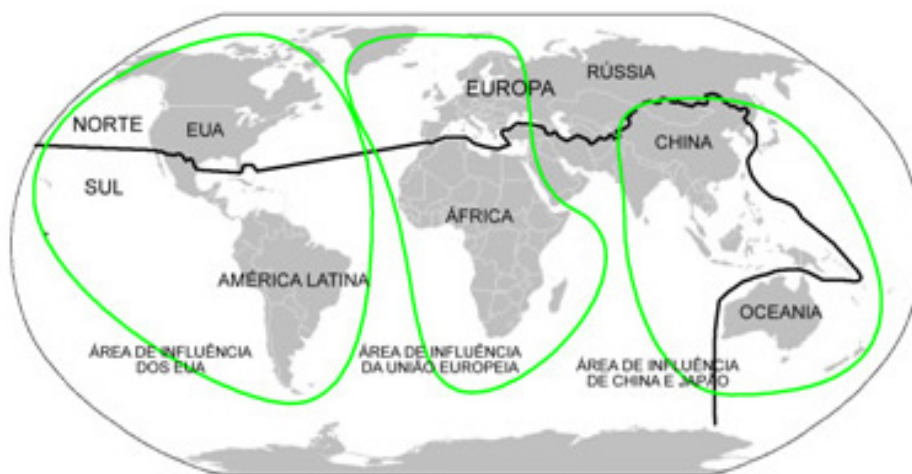 RÚSSIA
EUROPA
NORTE
EUA
CHINA
SUL
ÁFRICA
AMÉRICA LATINA
OCEANIA
ÁREA DE INFLUÊNCIA
DOS EUA
ÁREA DE INFLUÊNCIA
DA UNIÃO EUROPEIA
ÁREA DE INFLUÊNCIA
DE CHINA E JAPÃO